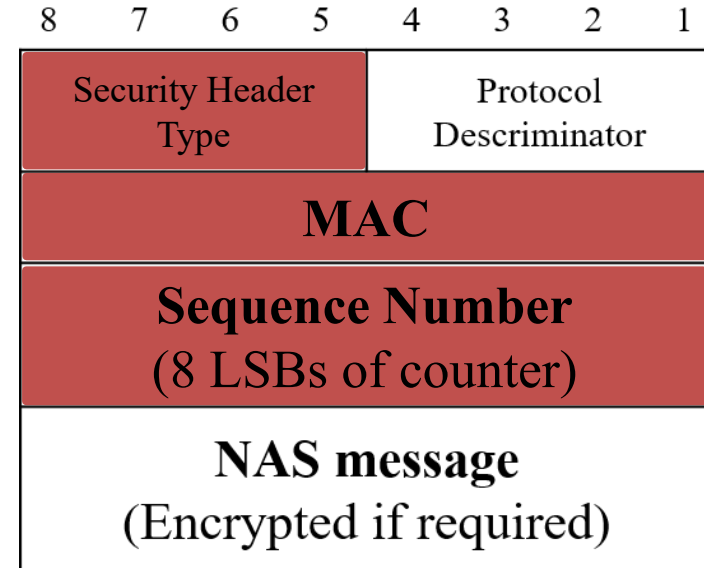 8 7 6 5 4 3 2 1
Security Header
Type
Protocol
Descriminator
MAC
Sequence Number
(8 LSBs of counter)
NAS message
(Encrypted if required)